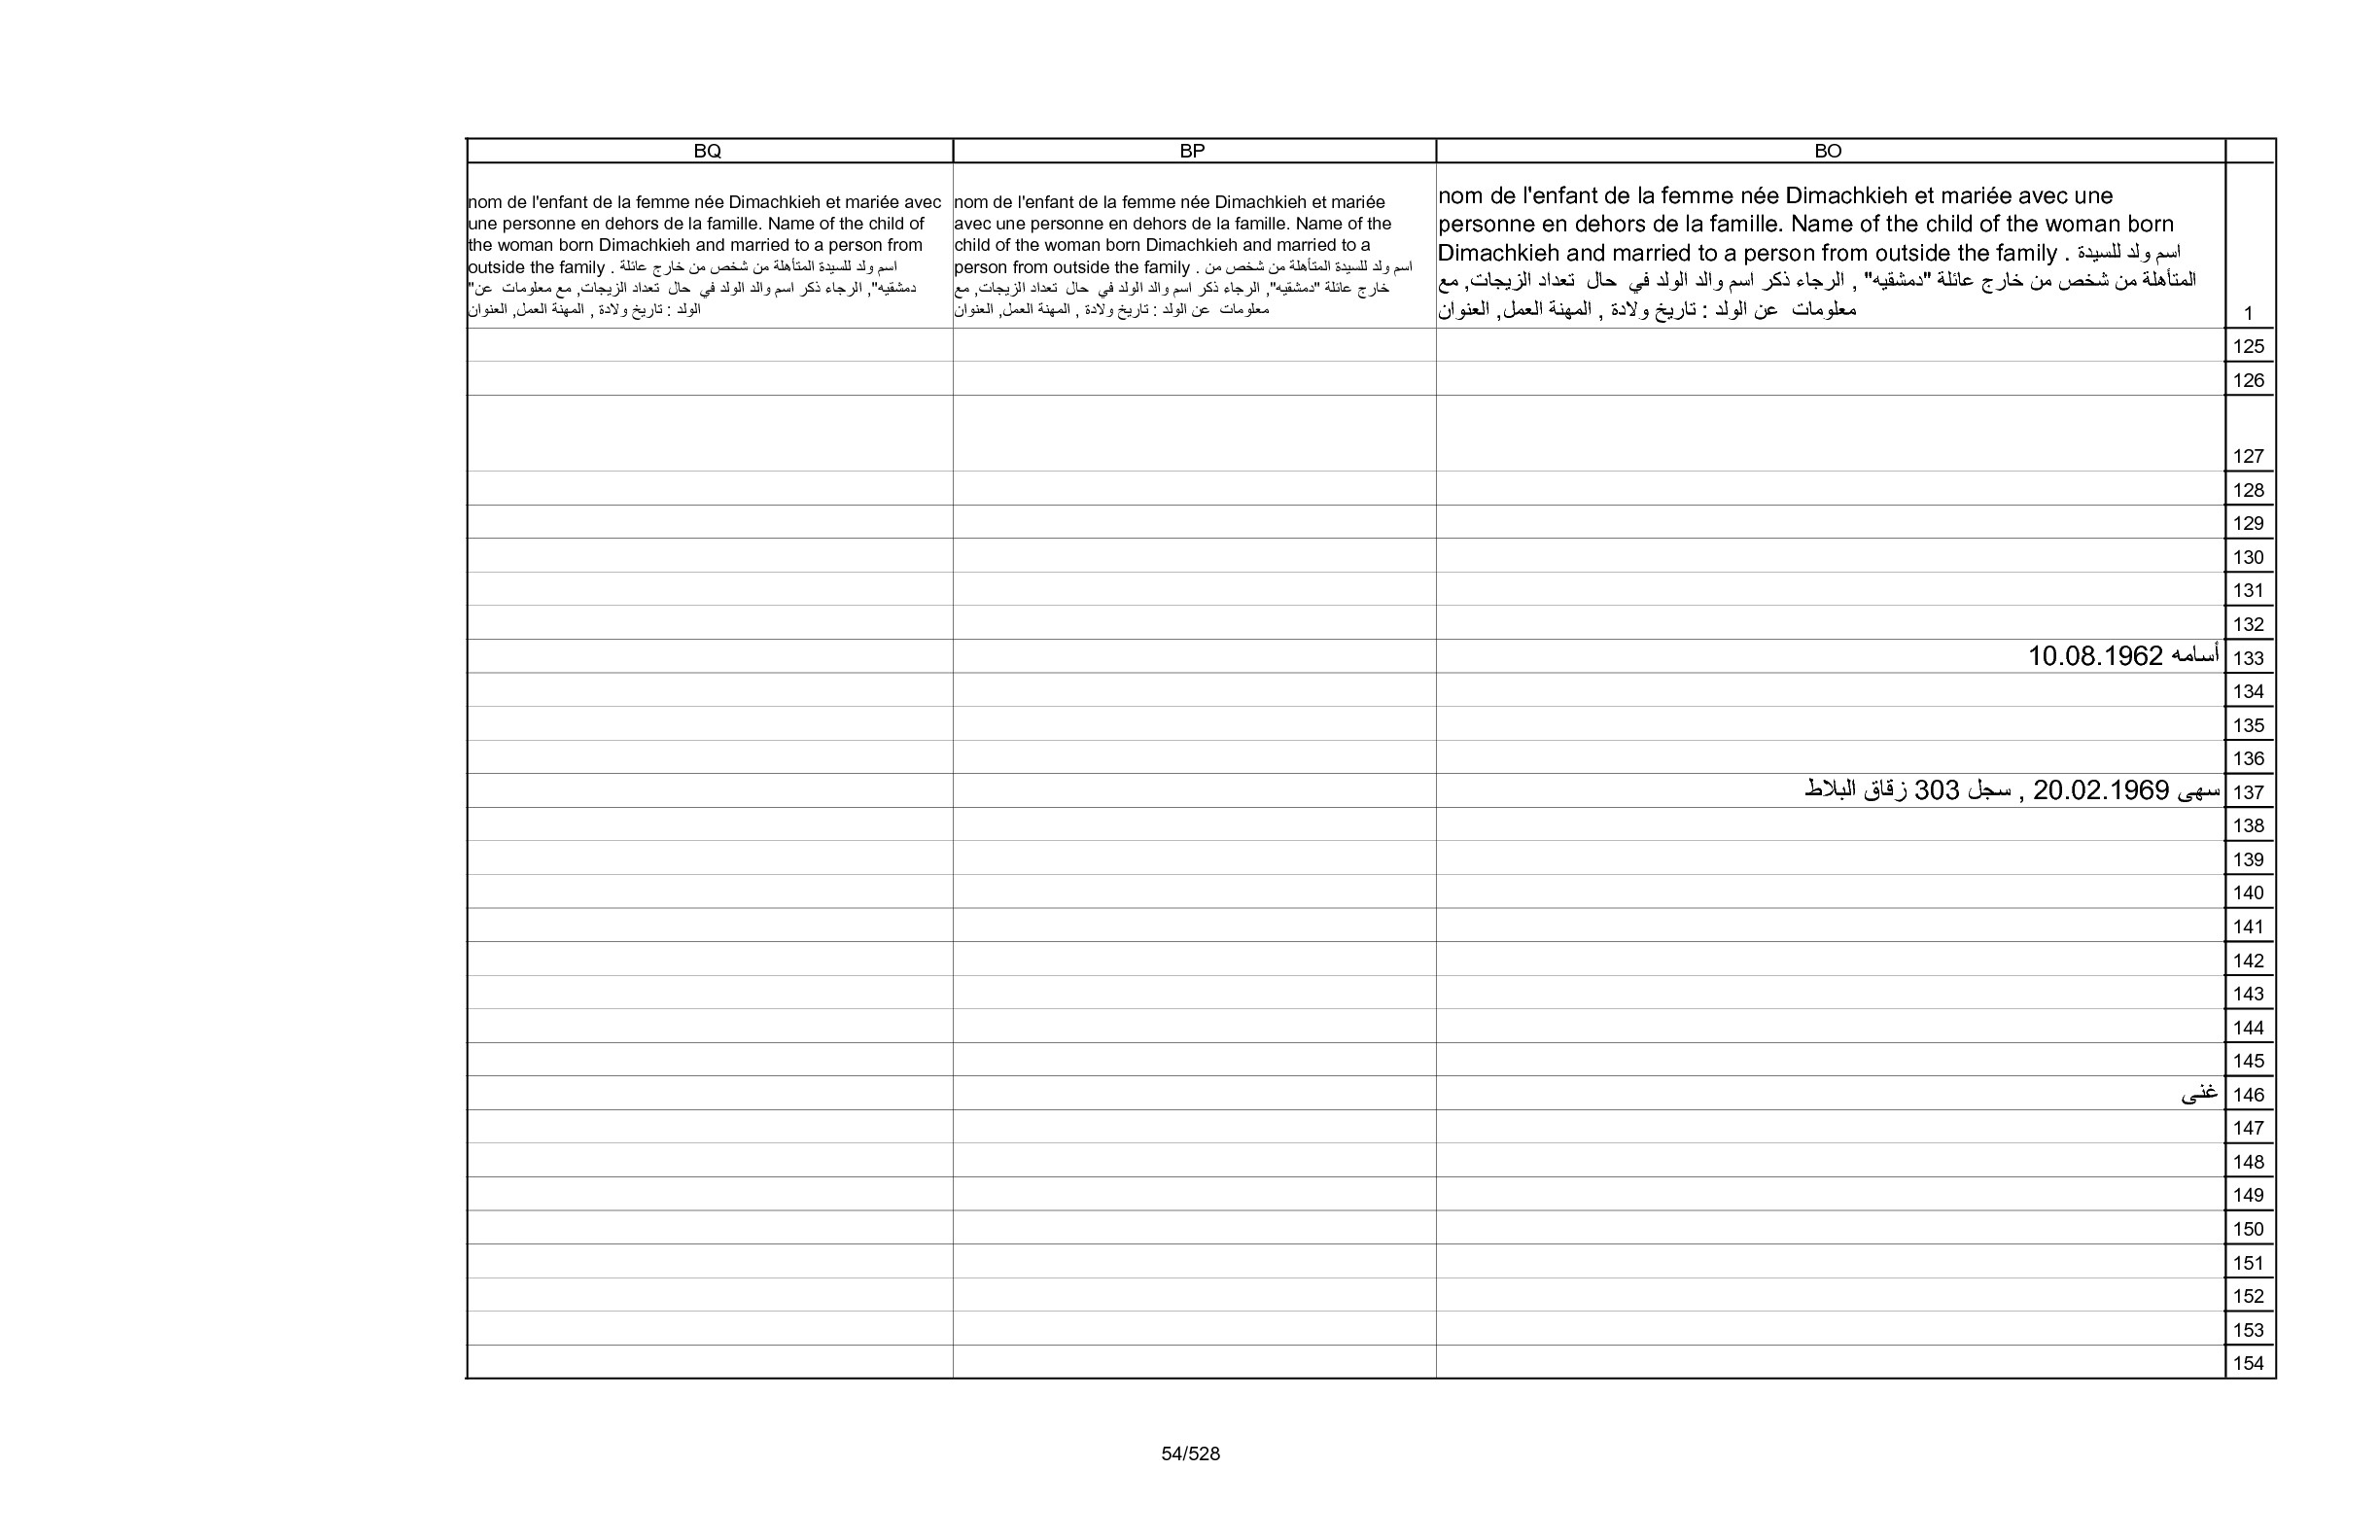 BQ
BP
BO
nom de l'enfant de la femme née Dimachkieh et mariée avec
une personne en dehors de la famille. Name of the child of
the woman born Dimachkieh and married to a person from
outside the family . اسم ولد للسيدة المتأهلة من شخص من خارج عائلة
"دمشقيه", الرجاء ذكر اسم والد الولد في حال تعداد الزيجات, مع معلومات عن
الولد : تاريخ ولادة , المهنة العمل, العنوان
nom de l'enfant de la femme née Dimachkieh et mariée
avec une personne en dehors de la famille. Name of the
child of the woman born Dimachkieh and married to a
person from outside the family . اسم ولد للسيدة المتأهلة من شخص من
خارج عائلة "دمشقيه", الرجاء ذكر اسم والد الولد في حال تعداد الزيجات, مع
معلومات عن الولد : تاريخ ولادة , المهنة العمل, العنوان
nom de l'enfant de la femme née Dimachkieh et mariée avec une
personne en dehors de la famille. Name of the child of the woman born
Dimachkieh and married to a person from outside the family . اسم ولد للسيدة
المتأهلة من شخص من خارج عائلة "دمشقيه" , الرجاء ذكر اسم والد الولد في حال تعداد الزيجات, مع
معلومات عن الولد : تاريخ ولادة , المهنة العمل, العنوان
1
125
126
127
128
129
130
131
132
أسامه 10.08.1962
133
134
135
136
سهى 20.02.1969 , سجل 303 زقاق البلاط
137
138
139
140
141
142
143
144
145
غنى
146
147
148
149
150
151
152
153
154
54/528